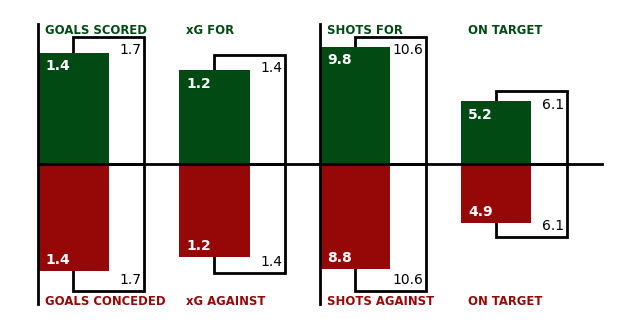 GOALS SCORED xG FOR SHOTS FOR ON TARGET
1.7 1.4 10.6 6.1
1.4 1.2 9.8 5.2
1.4 1.2 8.8 4.9
1.7 1.4 10.6 6.1
GOALS CONCEDED xG AGAINST SHOTS AGAINST ON TARGET